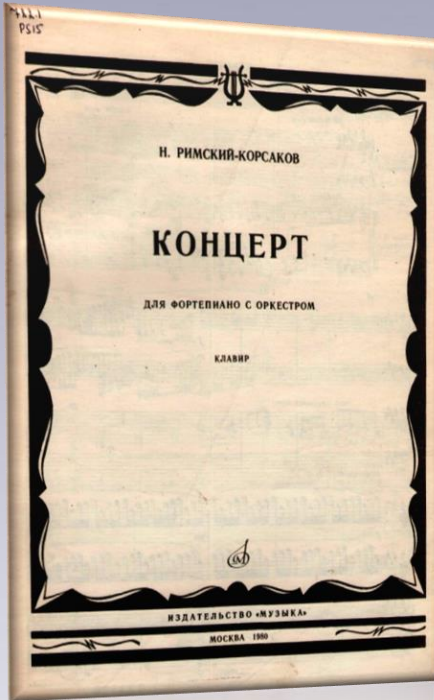 Н. РИМСКИЙ-КОРСАКОВ
КОНЦЕРТ
ДЛЯ ФОРТЕПИАНО С ОРКЕСТРОМ
КЛАВИР
ИЗДАТЕЛЬСТВО «МУЗЫКА»
МОСКВА 1980